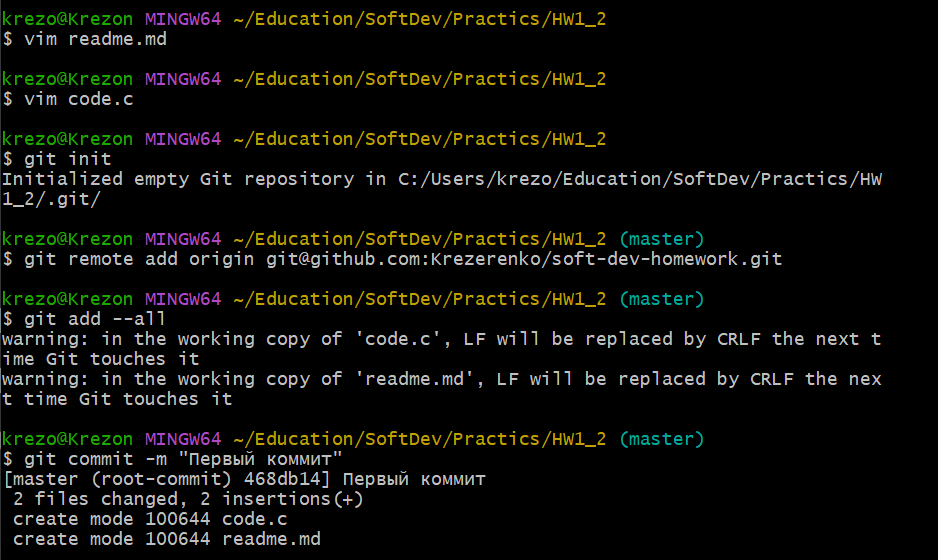 krezo@Krezon MINGW64 ~/Education/SoftDev/Practics/HW1_2
$ vim readme.md
krezo@Krezon MINGW64 ~/Education/SoftDev/Practics/HW1_2
$ vim code.c
krezo@Krezon MINGW64 ~/Education/SoftDev/Practics/HW1_2
$ git init
Initialized empty Git repository in C:/Users/krezo/Education/SoftDev/Practics/HW
1_2/.git/
krezo@Krezon MINGW64 ~/Education/SoftDev/Practics/HW1_2 (master)
$ git remote add origin git@github.com:Krezerenko/soft-dev-homework.git
krezo@Krezon MINGW64 ~/Education/SoftDev/Practics/HW1_2 (master)
$ git add --all
warning: in the working copy of 'code.c', LF will be replaced by CRLF the next t
ime Git touches it
warning: in the working copy of 'readme.md', LF will be replaced by CRLF the nex
t time Git touches it
krezo@Krezon MINGW64 ~/Education/SoftDev/Practics/HW1_2 (master)
$ git commit -m "Первый коммит"
[master (root-commit) 468db14] Первый коммит
 2 files changed, 2 insertions(+)
 create mode 100644 code.c
 create mode 100644 readme.md